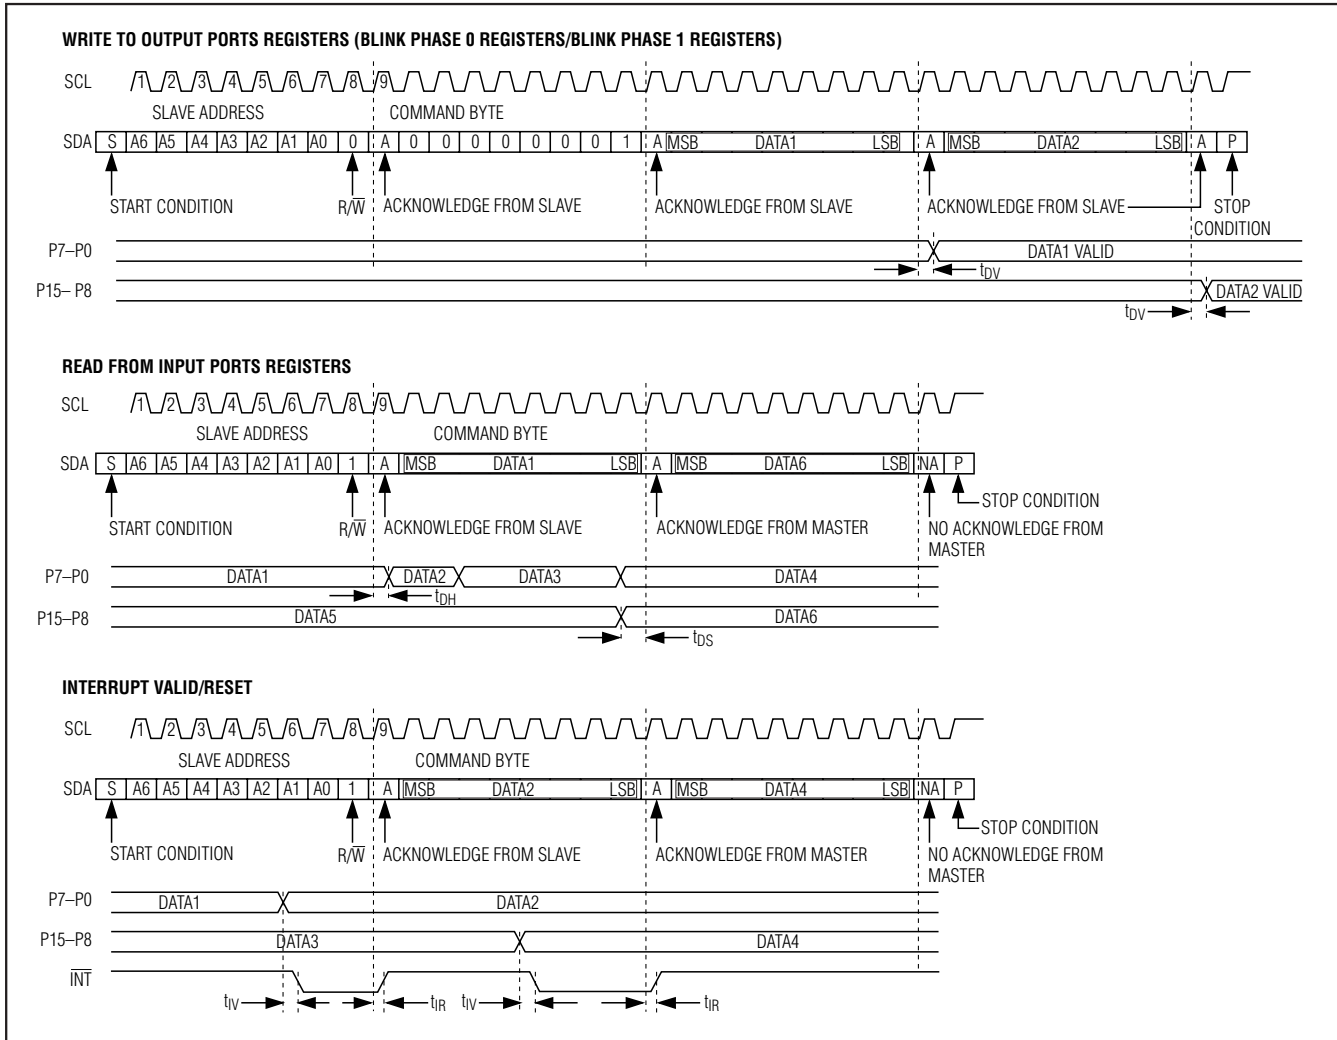 WRITE TO OUTPUT PORTS REGISTERS (BLINK PHASE 0 REGISTERS/BLINK PHASE 1 REGISTERS)
SCL 1 2 3 4 5 6 7 8 9
SLAVE ADDRESS COMMAND BYTE
SDA S A6 A5 A4 A3 A2 A1 A0 0 A 0 0 0 0 0 0 0 1 A MSB DATA1 LSB A MSB DATA2 LSB A P
START CONDITION R/W̅ ACKNOWLEDGE FROM SLAVE ACKNOWLEDGE FROM SLAVE ACKNOWLEDGE FROM SLAVE STOP
CONDITION
P7–P0 DATA1 VALID
tDV
P15– P8 DATA2 VALID
tDV
READ FROM INPUT PORTS REGISTERS
SCL 1 2 3 4 5 6 7 8 9
SLAVE ADDRESS COMMAND BYTE
SDA S A6 A5 A4 A3 A2 A1 A0 1 A MSB DATA1 LSB A MSB DATA6 LSB NA P
STOP CONDITION
START CONDITION R/W̅ ACKNOWLEDGE FROM SLAVE ACKNOWLEDGE FROM MASTER NO ACKNOWLEDGE FROM
MASTER
P7–P0 DATA1 DATA2 DATA3 DATA4
tDH
P15–P8 DATA5 DATA6
tDS
INTERRUPT VALID/RESET
SCL 1 2 3 4 5 6 7 8 9
SLAVE ADDRESS COMMAND BYTE
SDA S A6 A5 A4 A3 A2 A1 A0 1 A MSB DATA2 LSB A MSB DATA4 LSB NA P
STOP CONDITION
START CONDITION R/W̅ ACKNOWLEDGE FROM SLAVE ACKNOWLEDGE FROM MASTER NO ACKNOWLEDGE FROM
MASTER
P7–P0 DATA1 DATA2
P15–P8 DATA3 DATA4
I̅N̅T̅
tIV tIR tIV tIR